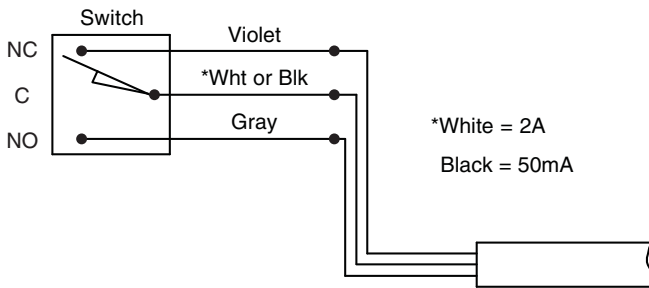 Switch
NC
Violet
C
*Wht or Blk
NO
Gray
*White = 2A
Black = 50mA